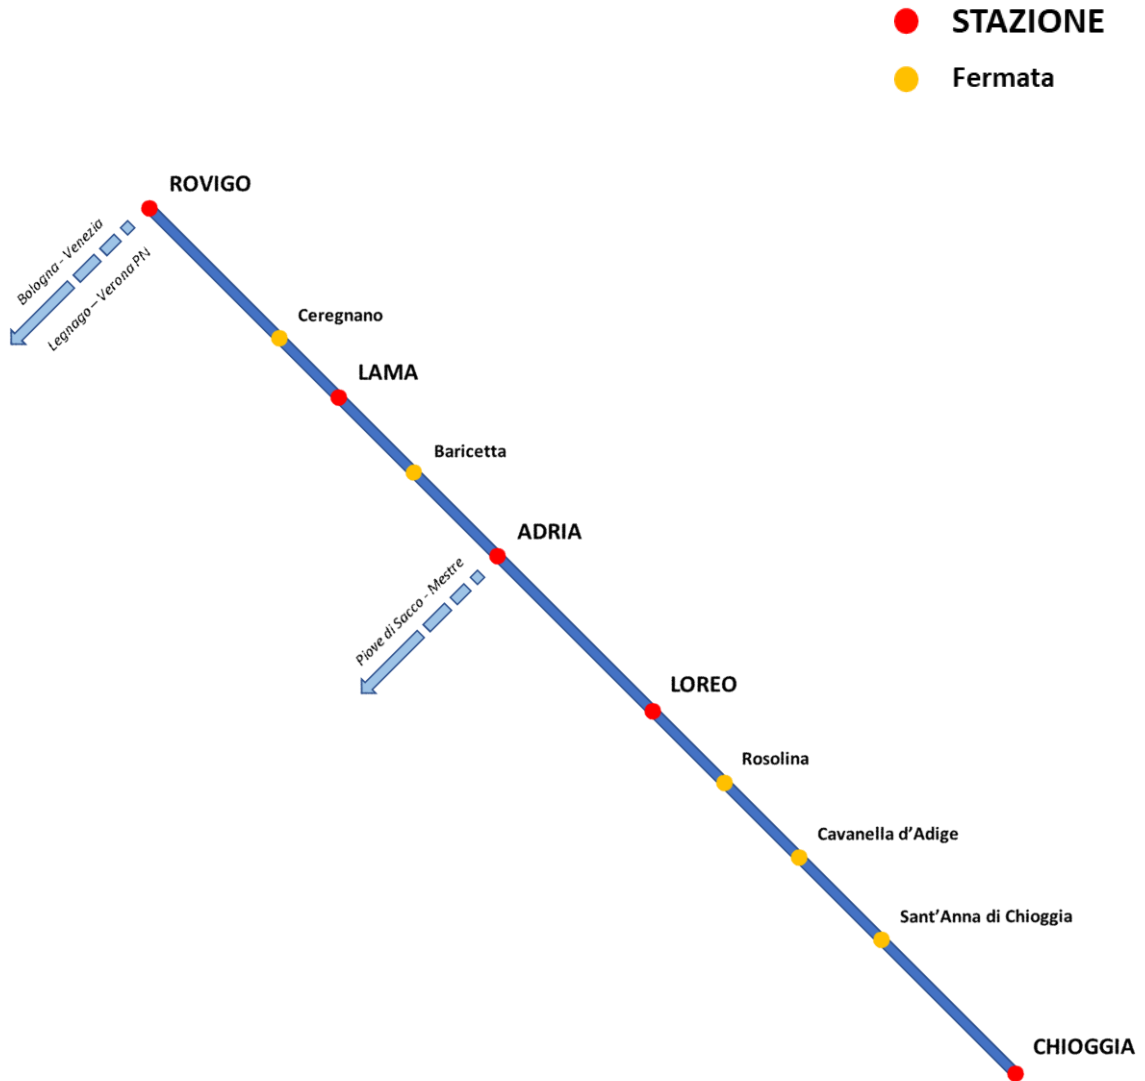 STAZIONE
Fermata
ROVIGO
Bologna - Venezia
Legnago – Verona PN
Ceregnano
LAMA
Baricetta
ADRIA
Piove di Sacco - Mestre
LOREO
Rosolina
Cavanella d’Adige
Sant’Anna di Chioggia
CHIOGGIA